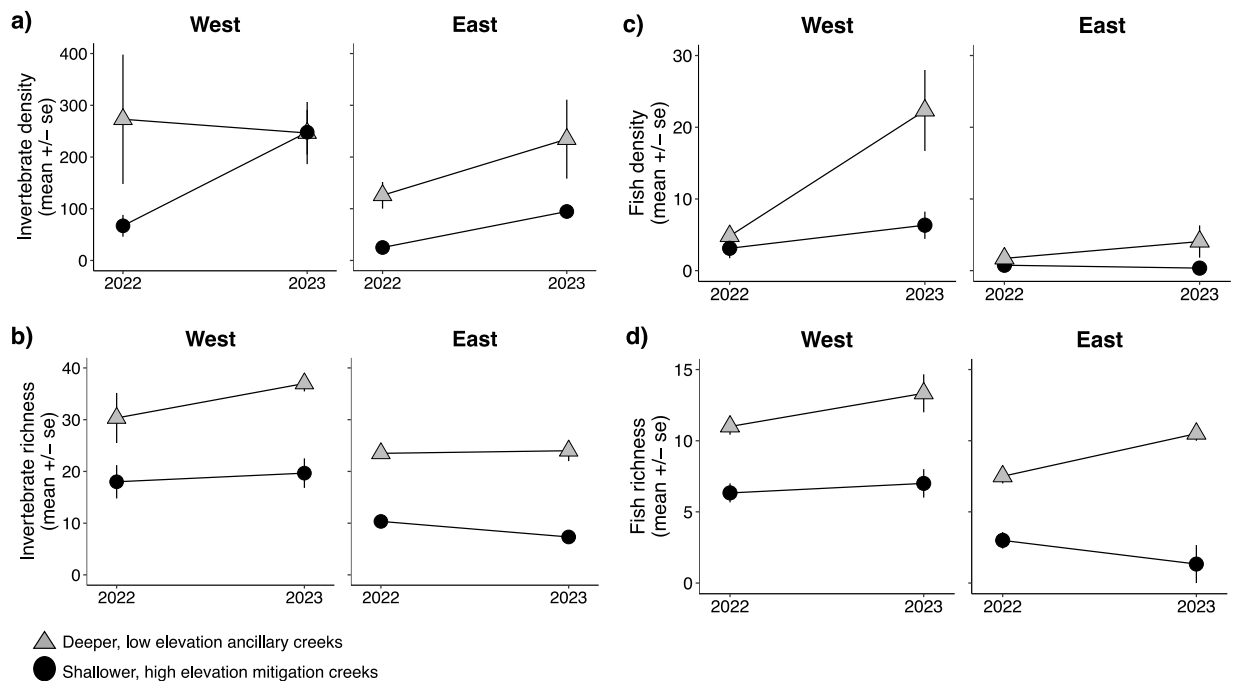 a)
West
East
Invertebrate density
(mean +/− se)
400
300
200
100
0
2022
2023
2022
2023
c)
West
East
Fish density
(mean +/− se)
30
20
10
0
2022
2023
2022
2023
b)
West
East
Invertebrate richness
(mean +/− se)
40
30
20
10
0
2022
2023
2022
2023
d)
West
East
Fish richness
(mean +/− se)
15
10
5
0
2022
2023
2022
2023
Deeper, low elevation ancillary creeks
Shallower, high elevation mitigation creeks